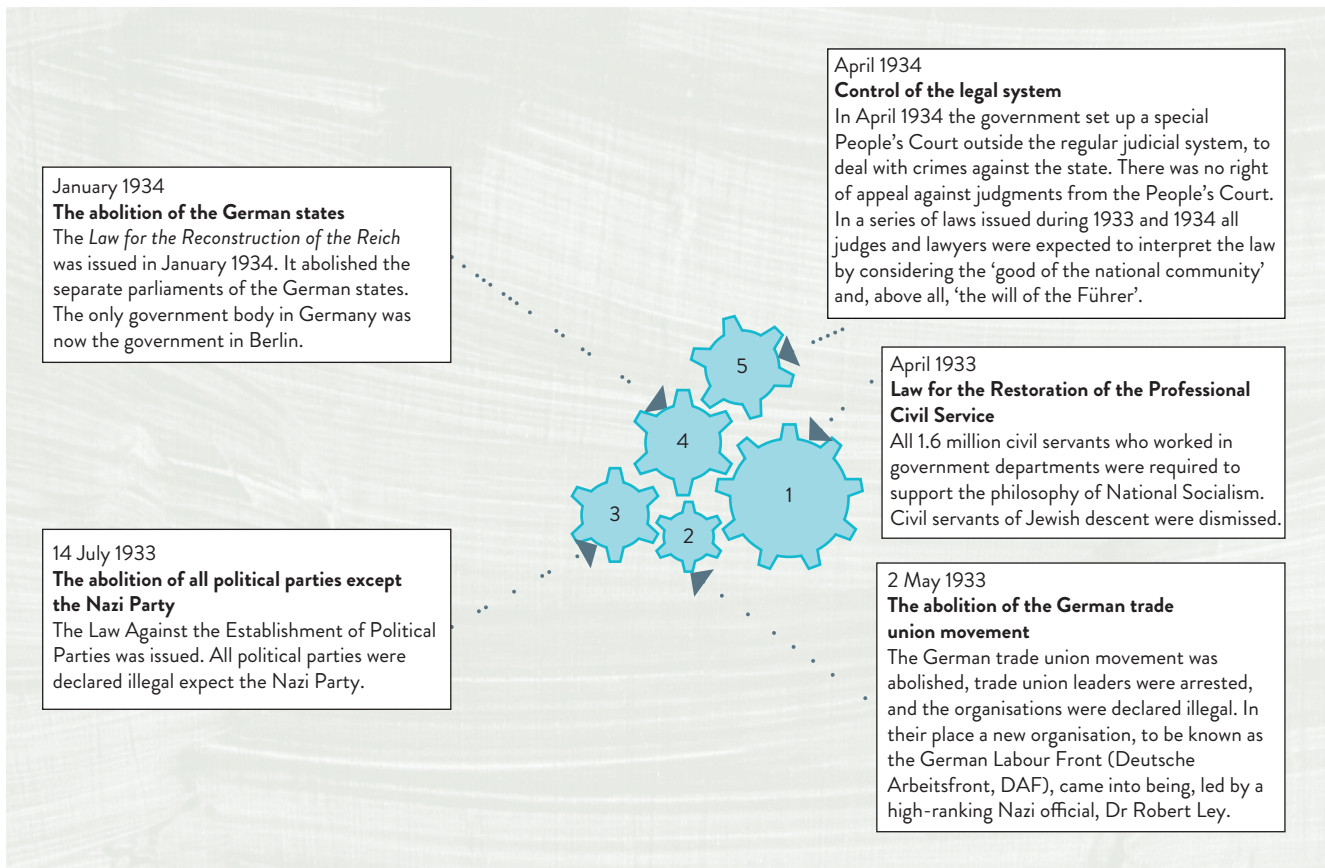 January 1934
The abolition of the German states
The Law for the Reconstruction of the Reich
was issued in January 1934. It abolished the
separate parliaments of the German states.
The only government body in Germany was
now the government in Berlin.
14 July 1933
The abolition of all political parties except
the Nazi Party
The Law Against the Establishment of Political
Parties was issued. All political parties were
declared illegal expect the Nazi Party.
5
4
3
2
1
April 1934
Control of the legal system
In April 1934 the government set up a special
People’s Court outside the regular judicial system, to
deal with crimes against the state. There was no right
of appeal against judgments from the People’s Court.
In a series of laws issued during 1933 and 1934 all
judges and lawyers were expected to interpret the law
by considering the ‘good of the national community’
and, above all, ‘the will of the Führer’.
April 1933
Law for the Restoration of the Professional
Civil Service
All 1.6 million civil servants who worked in
government departments were required to
support the philosophy of National Socialism.
Civil servants of Jewish descent were dismissed.
2 May 1933
The abolition of the German trade
union movement
The German trade union movement was
abolished, trade union leaders were arrested,
and the organisations were declared illegal. In
their place a new organisation, to be known as
the German Labour Front (Deutsche
Arbeitsfront, DAF), came into being, led by a
high-ranking Nazi official, Dr Robert Ley.